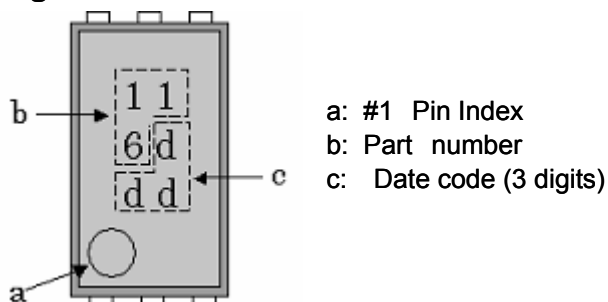 b
1 1
6 d
d d
c
a
a: #1 Pin Index
b: Part number
c: Date code (3 digits)